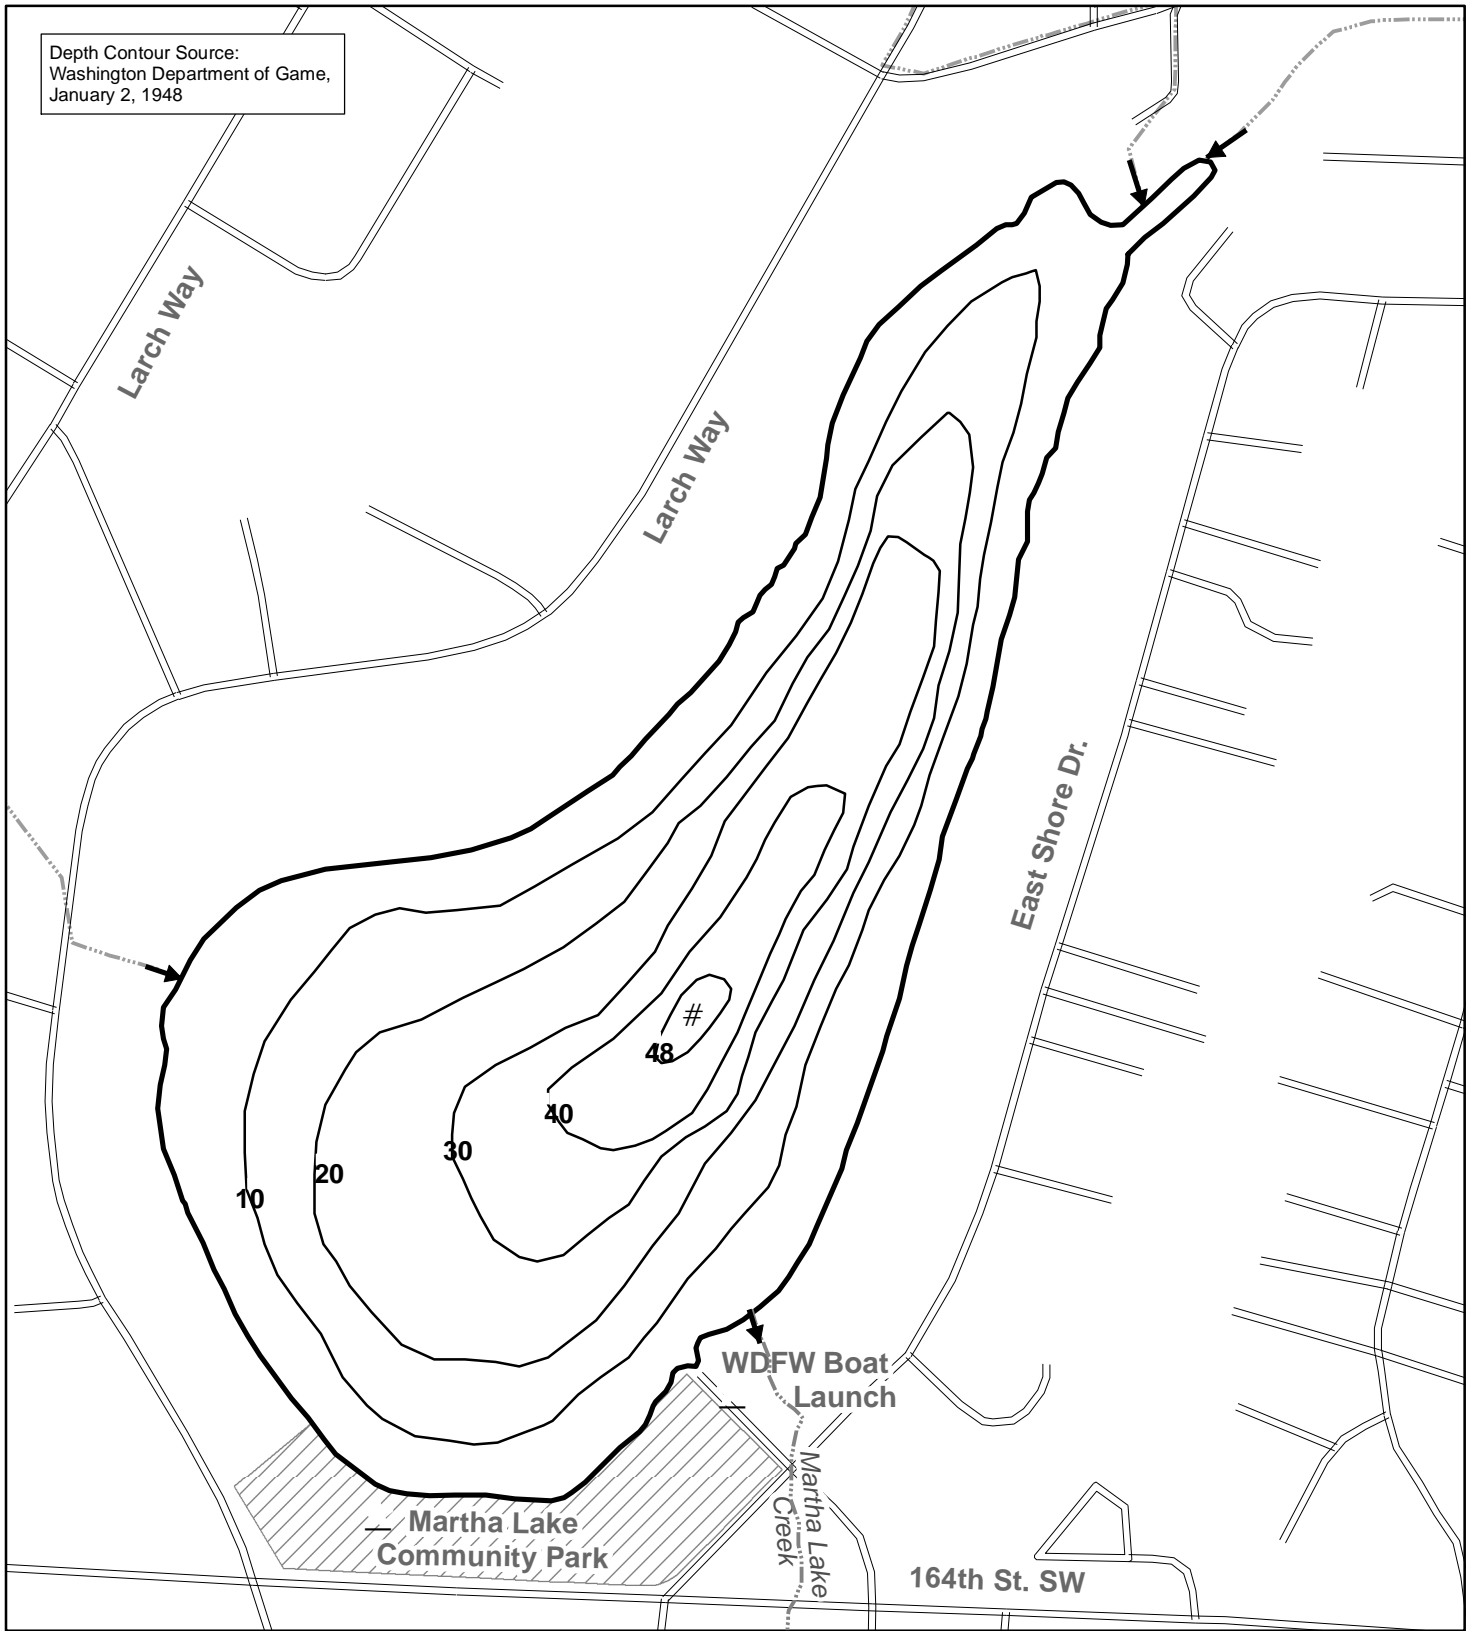 Depth Contour Source:
Washington Department of Game,
January 2, 1948
Larch Way
Larch Way
East Shore Dr.
#
48
40
30
20
10
WDFW Boat
Launch
Martha Lake
Creek
Martha Lake
Community Park
164th St. SW